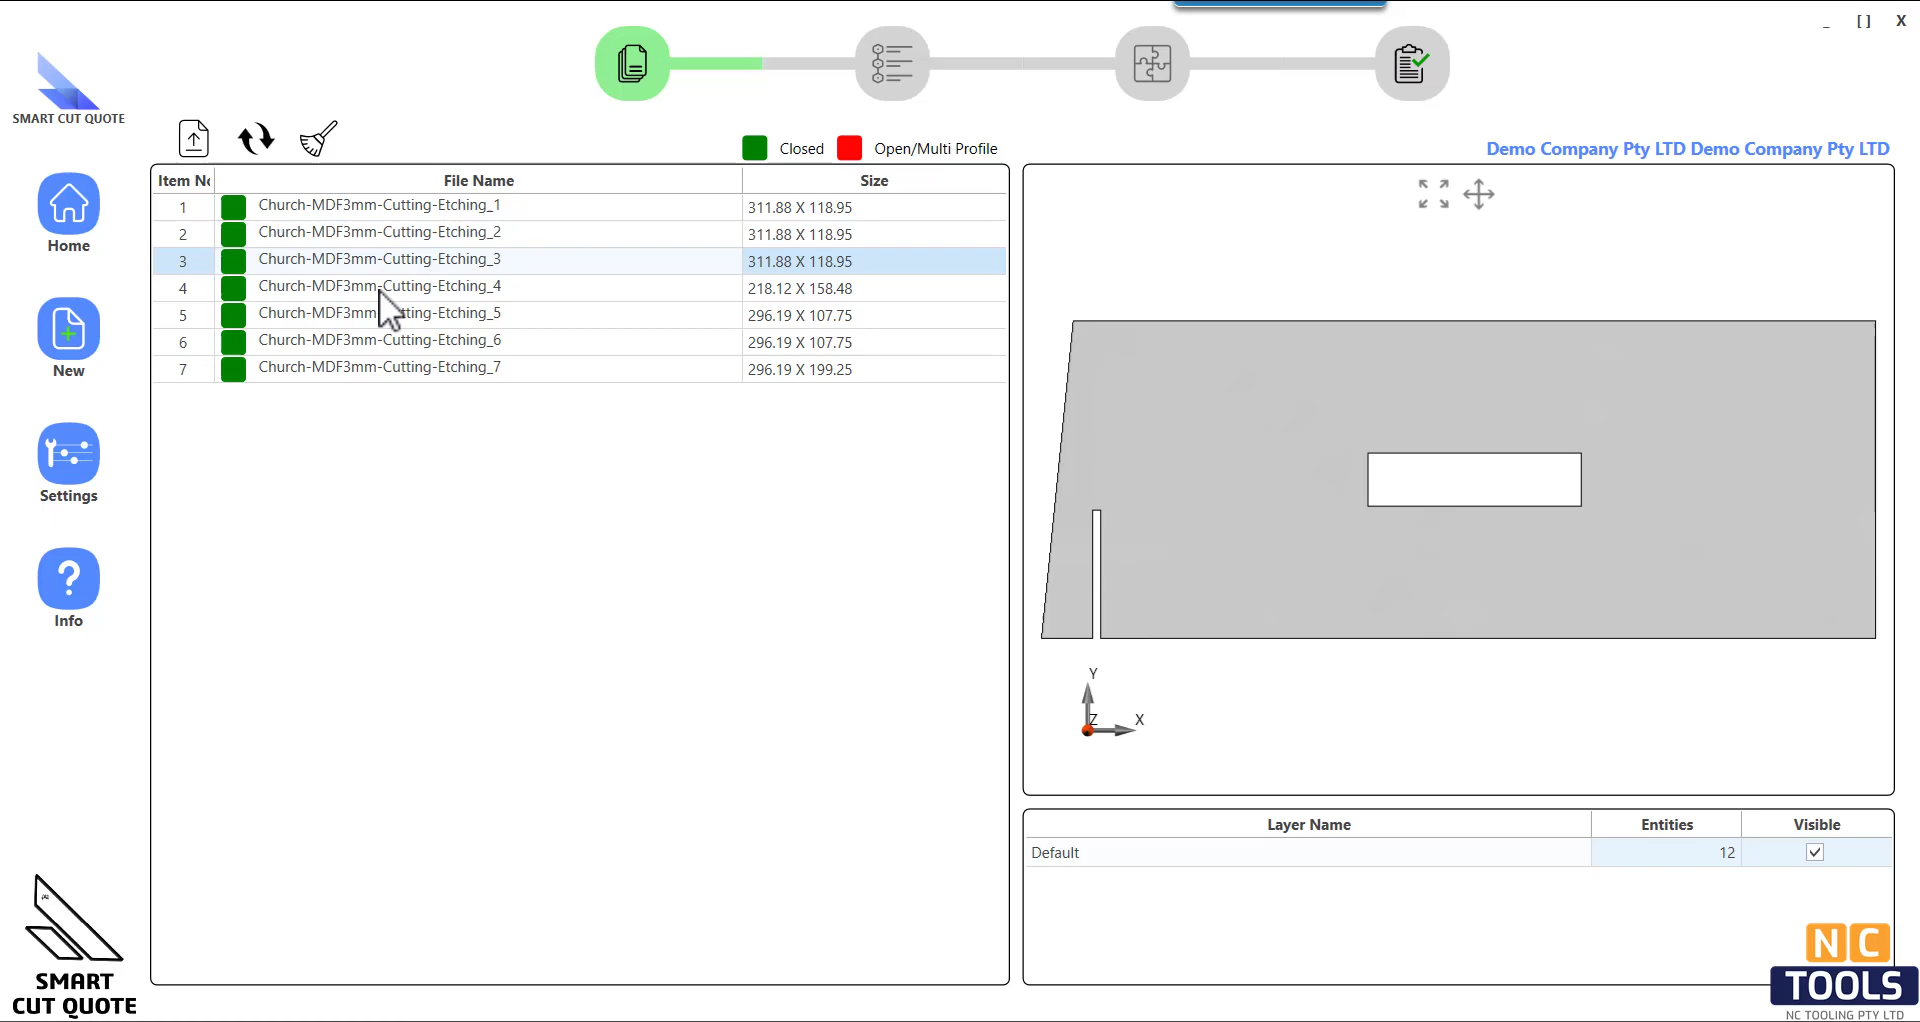 _ [ ] X
SMART CUT QUOTE
Closed
Open/Multi Profile
Demo Company Pty LTD Demo Company Pty LTD
Item No
File Name
Size
1 Church-MDF3mm-Cutting-Etching_1 311.88 X 118.95
2 Church-MDF3mm-Cutting-Etching_2 311.88 X 118.95
3 Church-MDF3mm-Cutting-Etching_3 311.88 X 118.95
4 Church-MDF3mm-Cutting-Etching_4 218.12 X 158.48
5 Church-MDF3mm-Cutting-Etching_5 296.19 X 107.75
6 Church-MDF3mm-Cutting-Etching_6 296.19 X 107.75
7 Church-MDF3mm-Cutting-Etching_7 296.19 X 199.25
Home
New
Settings
Info
Y
Z
X
Layer Name Entities Visible
Default 12
SMART
CUT QUOTE
NC
TOOLS
NC TOOLING PTY LTD